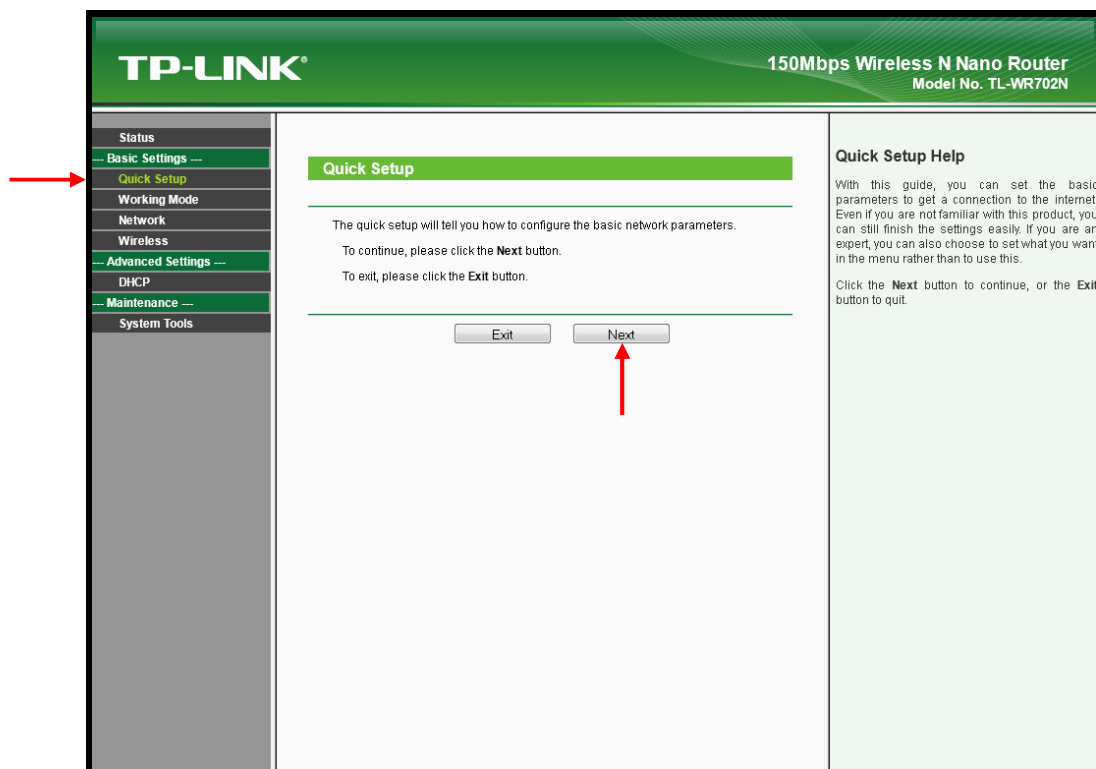 TP-LINK®
150Mbps Wireless N Nano Router
Model No. TL-WR702N
Status
--- Basic Settings ---
Quick Setup
Working Mode
Network
Wireless
--- Advanced Settings ---
DHCP
--- Maintenance ---
System Tools
Quick Setup
The quick setup will tell you how to configure the basic network parameters.
To continue, please click the Next button.
To exit, please click the Exit button.
Exit
Next
Quick Setup Help
With this guide, you can set the basic
parameters to get a connection to the internet
Even if you are not familiar with this product, you
can still finish the settings easily. If you are an
expert, you can also choose to set what you want
in the menu rather than to use this.
Click the Next button to continue, or the Exit
button to quit.